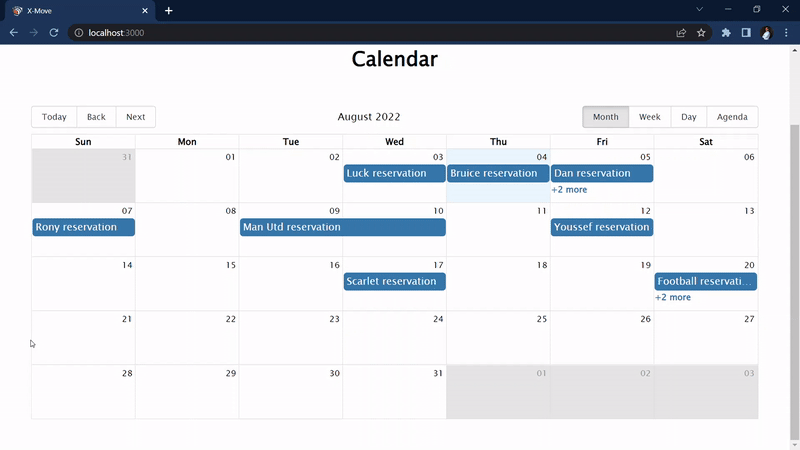 X-Move
localhost:3000
Calendar
Today Back Next August 2022 Month Week Day Agenda
Sun Mon Tue Wed Thu Fri Sat
31 01 02 03 04 05 06
Luck reservation Bruice reservation Dan reservation
+2 more
07 08 09 10 11 12 13
Rony reservation Man Utd reservation Youssef reservation
14 15 16 17 18 19 20
Scarlet reservation Football reservati...
+2 more
21 22 23 24 25 26 27
28 29 30 31 01 02 03